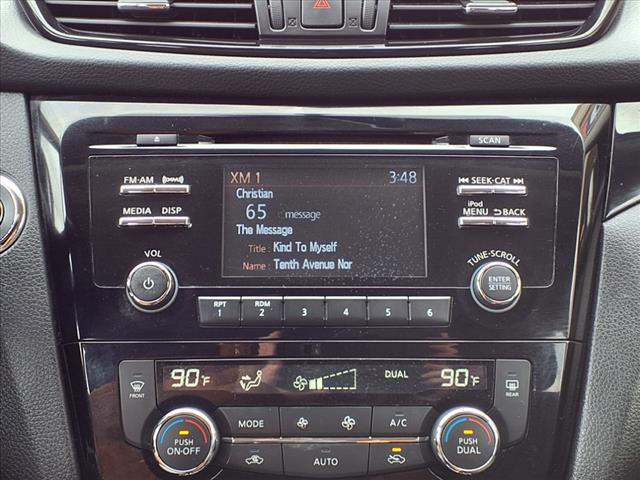 SCAN
FM·AM
XM 1 3:48
SEEK·CAT
Christian
65 message
iPod
MENU BACK
MEDIA DISP
The Message
Title : Kind To Myself
Name : Tenth Avenue Nor
VOL
TUNE·SCROLL
ENTER
SETTING
RPT
1
RDM
2
3
4
5
6
90°F
DUAL
90°F
FRONT
REAR
MODE
A/C
PUSH
ON·OFF
AUTO
PUSH
DUAL